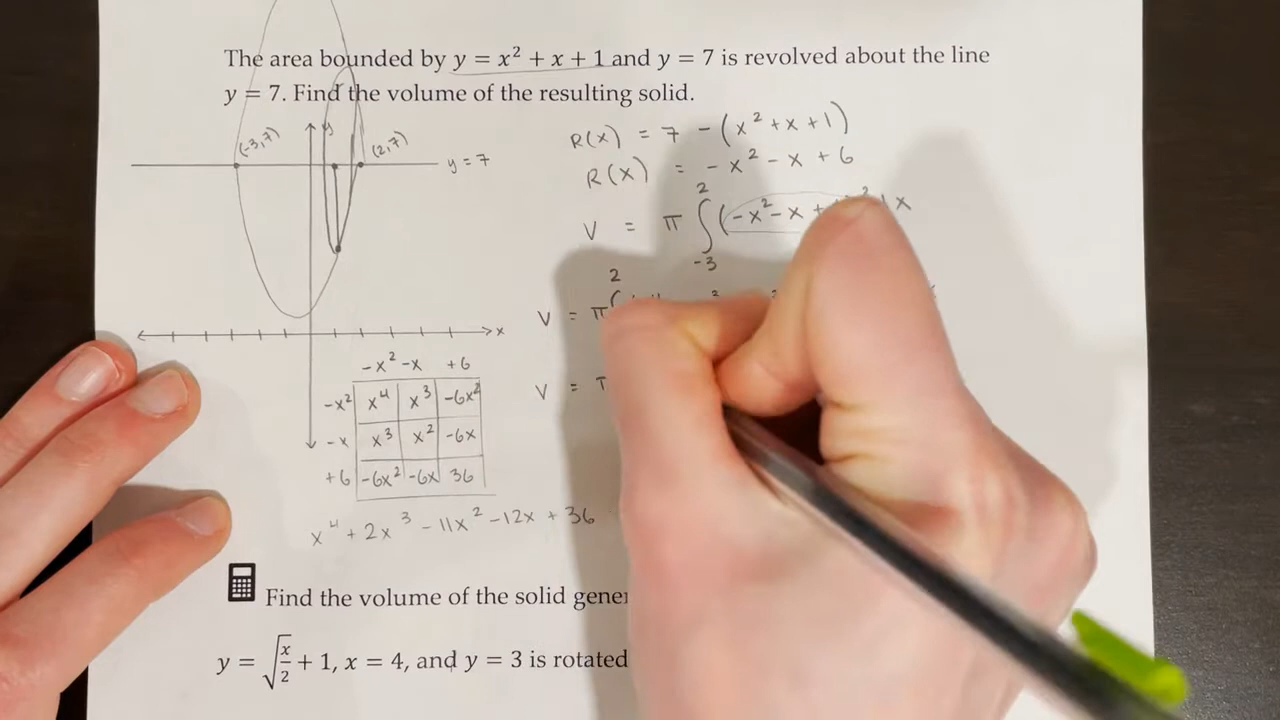 The area bounded by y = x² + x + 1 and y = 7 is revolved about the line
y = 7. Find the volume of the resulting solid.
(-3,7)
y
(2,7)
y = 7
x
R(x) = 7 - (x² + x + 1)
R(x) = -x² - x + 6
V = π ∫ 2 -3 (-x² - x +
V = π 2
V =
-x² -x +6
-x² x⁴ x³ -6x²
-x x³ x² -6x
+6 -6x² -6x 36
x⁴ + 2x³ - 11x² - 12x + 36
Find the volume of the solid
y = √(x/2) + 1, x = 4, and y = 3 is rotated